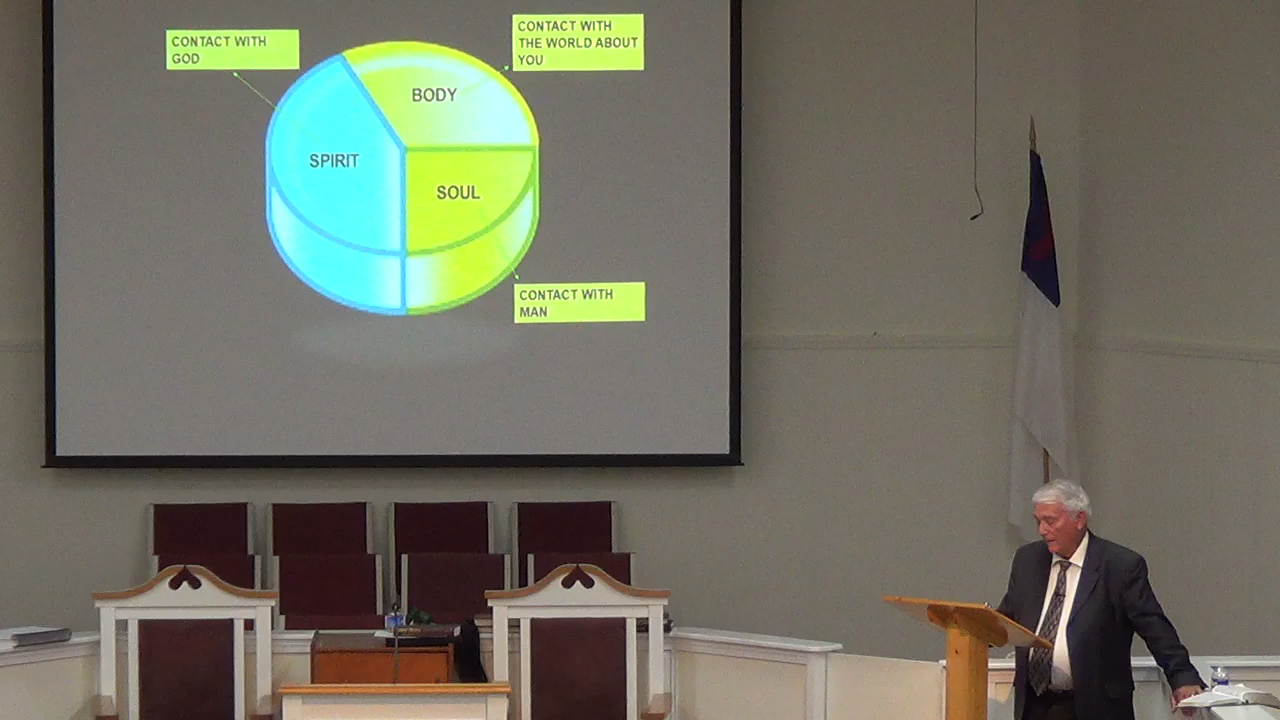 CONTACT WITH
GOD
CONTACT WITH
THE WORLD ABOUT
YOU
BODY
SPIRIT
SOUL
CONTACT WITH
MAN